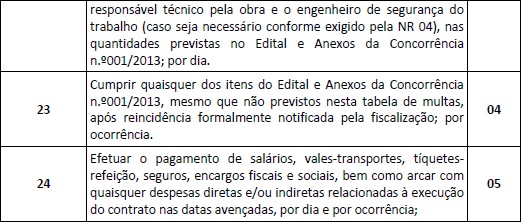 responsável técnico pela obra e o engenheiro de segurança do
trabalho (caso seja necessário conforme exigido pela NR 04), nas
quantidades previstas no Edital e Anexos da Concorrência
n.º001/2013; por dia.
Cumprir quaisquer dos itens do Edital e Anexos da Concorrência
n.º001/2013, mesmo que não previstos nesta tabela de multas,
23
04
após reincidência formalmente notificada pela fiscalização; por
ocorrência.
Efetuar o pagamento de salários, vales-transportes, tíquetes-
refeição, seguros, encargos fiscais e sociais, bem como arcar com
24
05
quaisquer despesas diretas e/ou indiretas relacionadas à execução
do contrato nas datas avençadas, por dia e por ocorrência;